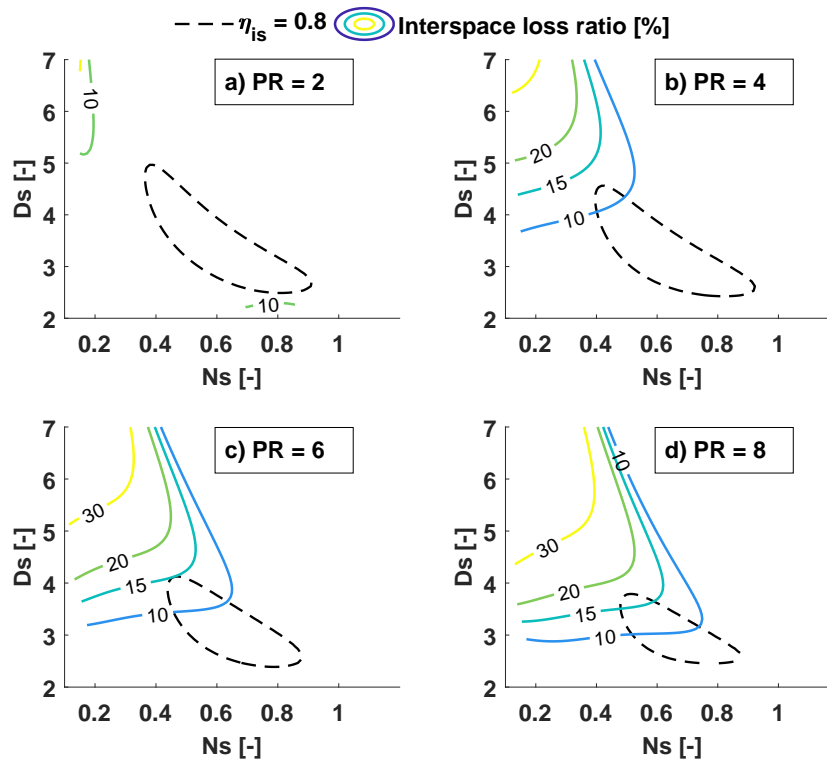 η_is = 0.8 Interspace loss ratio [%]
a) PR = 2
7
6
5
4
3
2
Ds [-]
10
10
0.2 0.4 0.6 0.8 1
Ns [-]
b) PR = 4
7
6
5
4
3
2
Ds [-]
20
15
10
0.2 0.4 0.6 0.8 1
Ns [-]
c) PR = 6
7
6
5
4
3
2
Ds [-]
30
20
15
10
0.2 0.4 0.6 0.8 1
Ns [-]
d) PR = 8
7
6
5
4
3
2
Ds [-]
10
30
20
15
10
0.2 0.4 0.6 0.8 1
Ns [-]